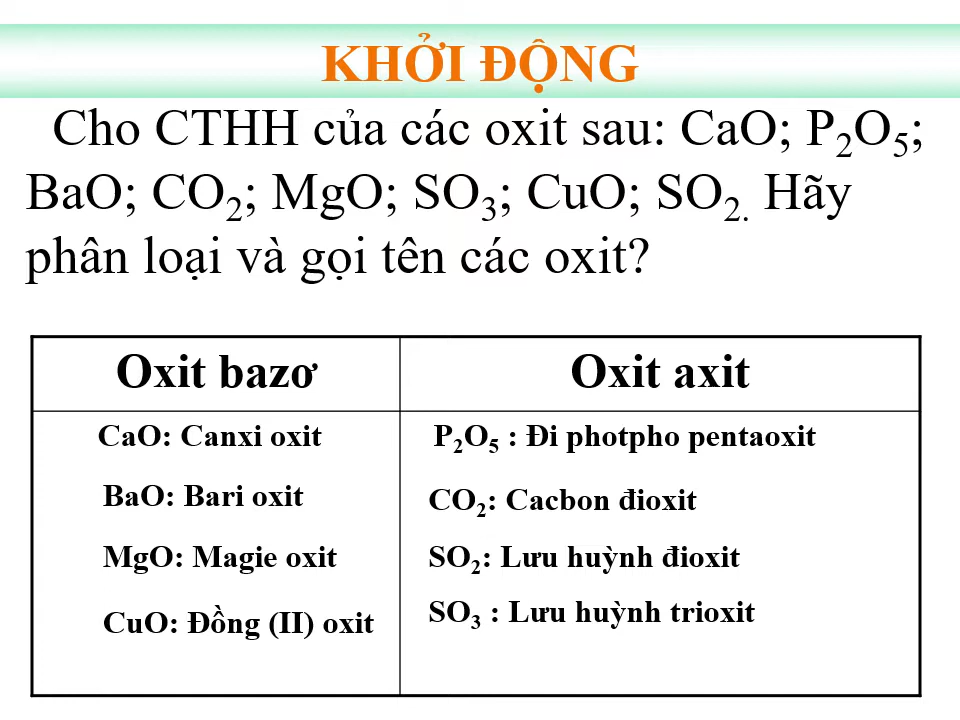 KHỞI ĐỘNG
Cho CTHH của các oxit sau: CaO; P₂O₅;
BaO; CO₂; MgO; SO₃; CuO; SO₂. Hãy
phân loại và gọi tên các oxit?
Oxit bazơ
Oxit axit
CaO: Canxi oxit
P₂O₅ : Đi photpho pentaoxit
BaO: Bari oxit
CO₂: Cacbon đioxit
MgO: Magie oxit
SO₂: Lưu huỳnh đioxit
CuO: Đồng (II) oxit
SO₃ : Lưu huỳnh trioxit